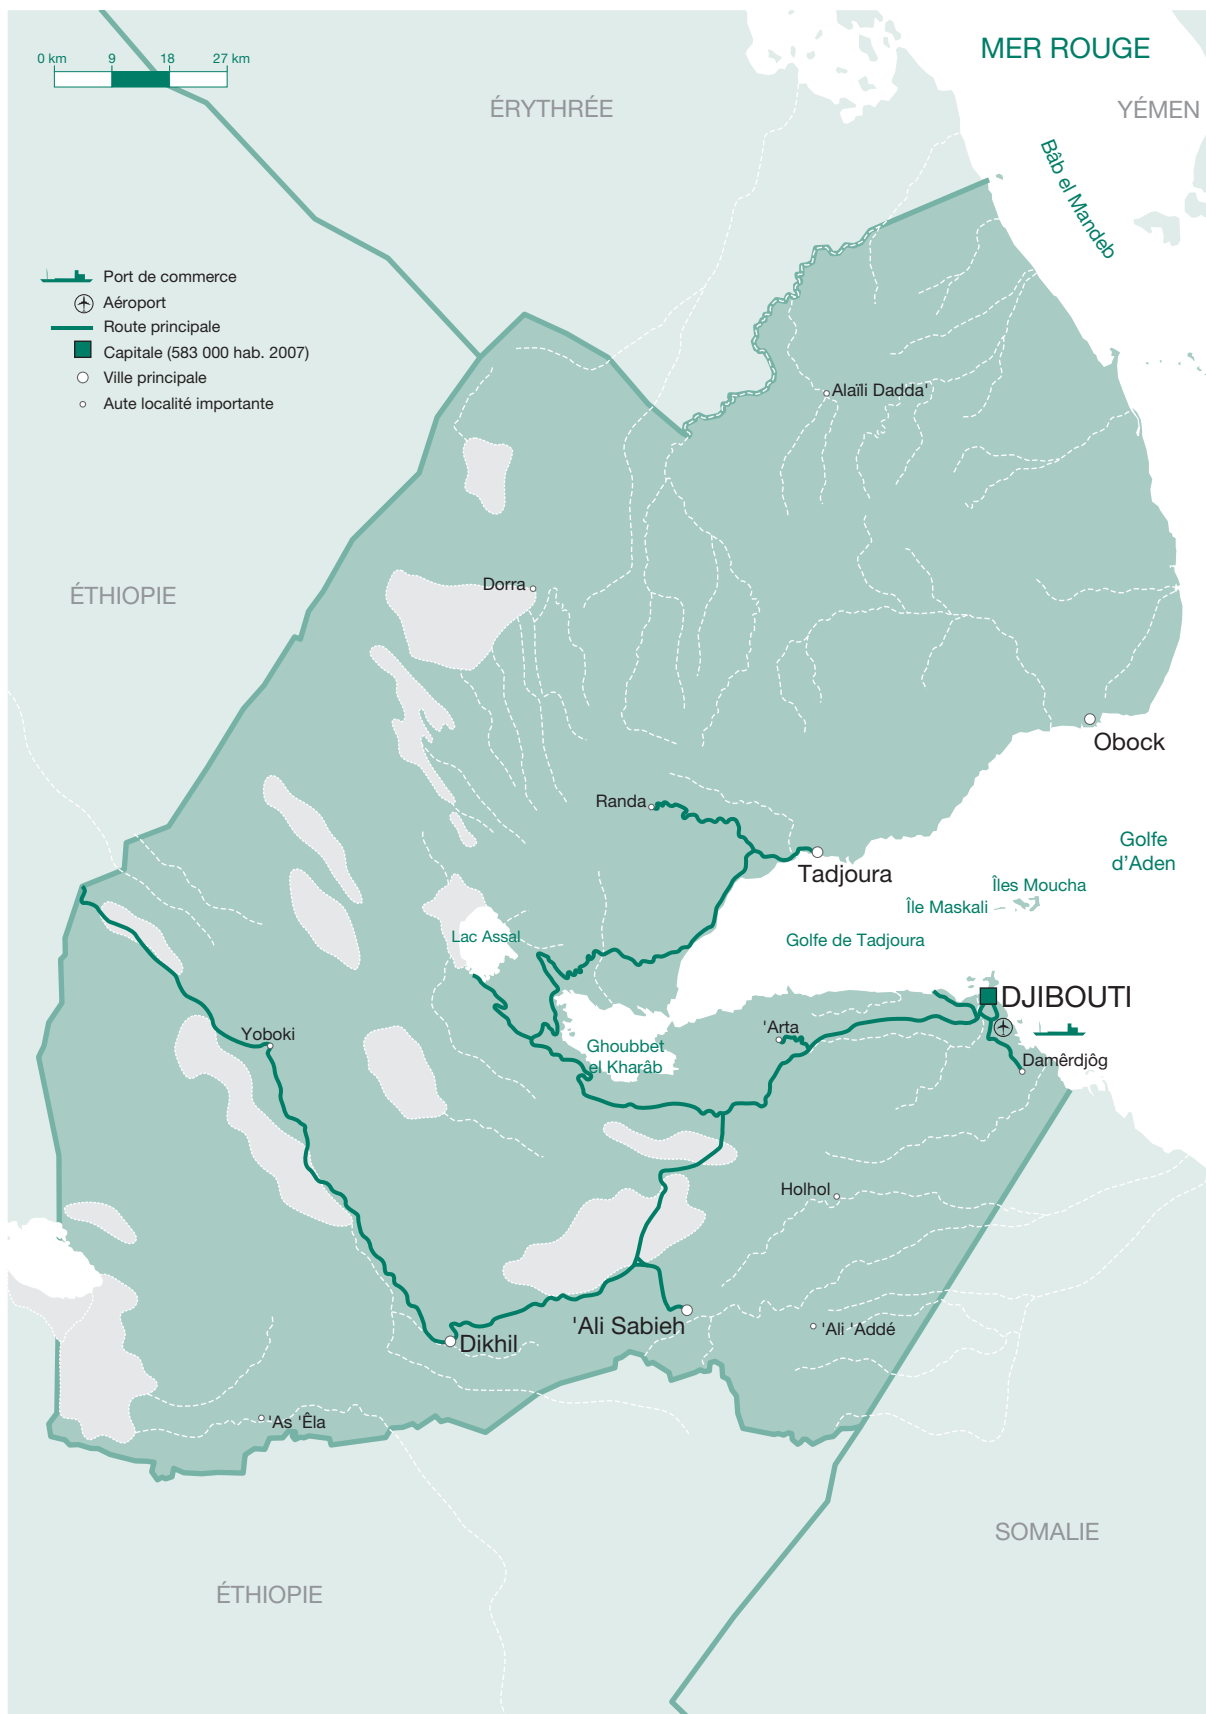 0 km 9 18 27 km
MER ROUGE
ÉRYTHRÉE
YÉMEN
Bâb el Mandeb
Port de commerce
Aéroport
Route principale
Capitale (583 000 hab. 2007)
Ville principale
Aute localité importante
Alaïli Dadda'
Dorra
ÉTHIOPIE
Obock
Randa
Golfe
d'Aden
Tadjoura
Îles Moucha
Île Maskali
Lac Assal
Golfe de Tadjoura
DJIBOUTI
'Arta
Yoboki
Ghoubbet
el Kharâb
Damêrdjôg
Holhol
'Ali Sabieh
'Ali 'Addé
Dikhil
'As 'Êla
SOMALIE
ÉTHIOPIE